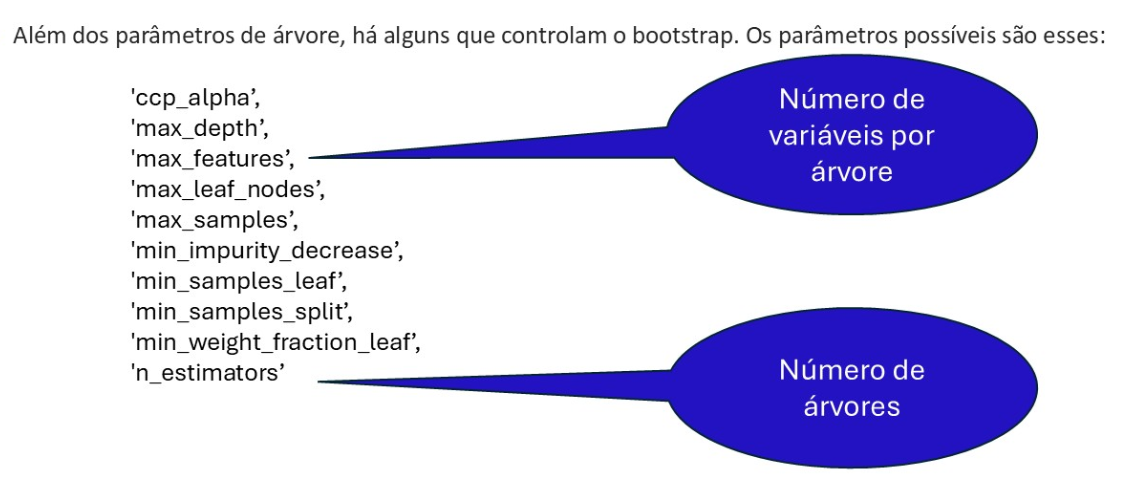 Além dos parâmetros de árvore, há alguns que controlam o bootstrap. Os parâmetros possíveis são esses:
'ccp_alpha’,
'max_depth’,
'max_features’,
'max_leaf_nodes’,
'max_samples’,
'min_impurity_decrease’,
'min_samples_leaf’,
'min_samples_split’,
'min_weight_fraction_leaf’,
'n_estimators’
Número de
variáveis por
árvore
Número de
árvores